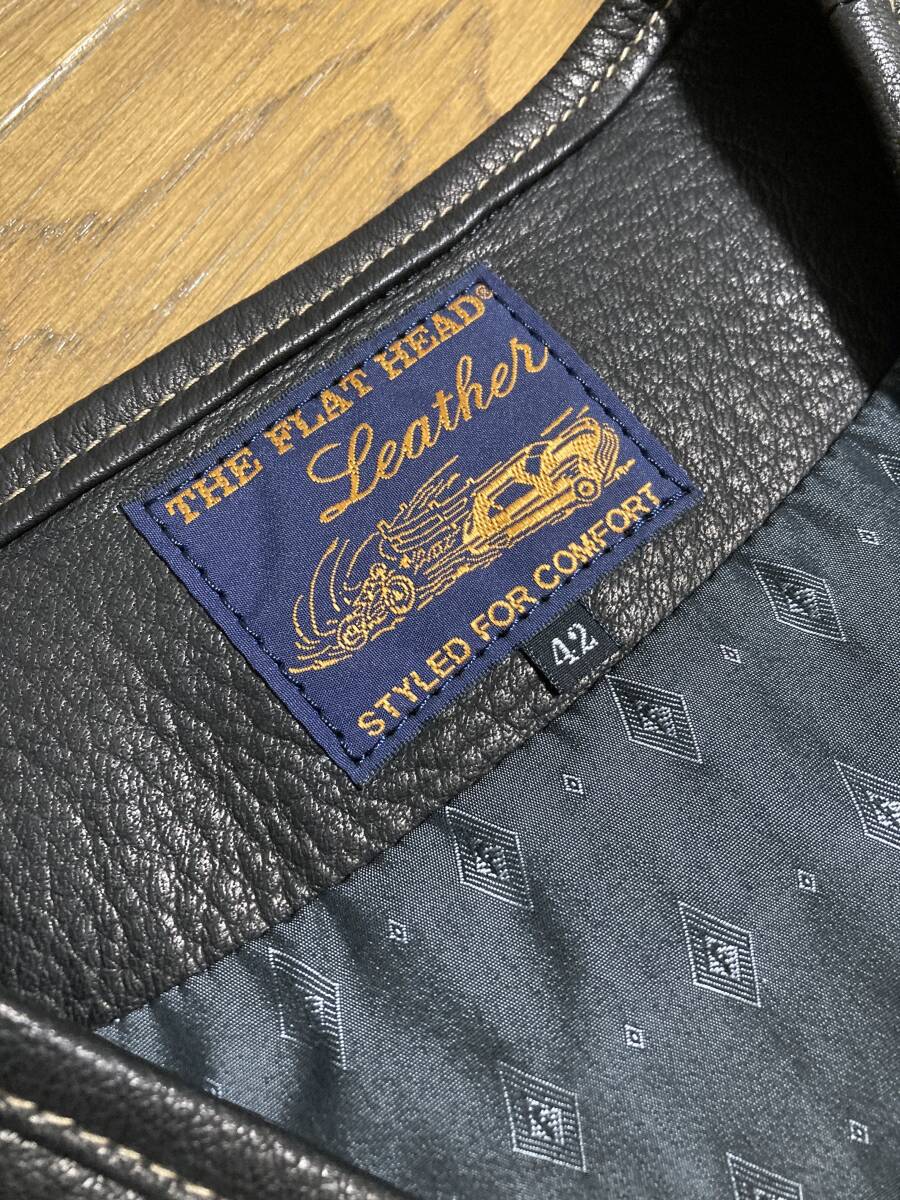 THE FLAT HEAD®
Leather
STYLED FOR COMFORT
42